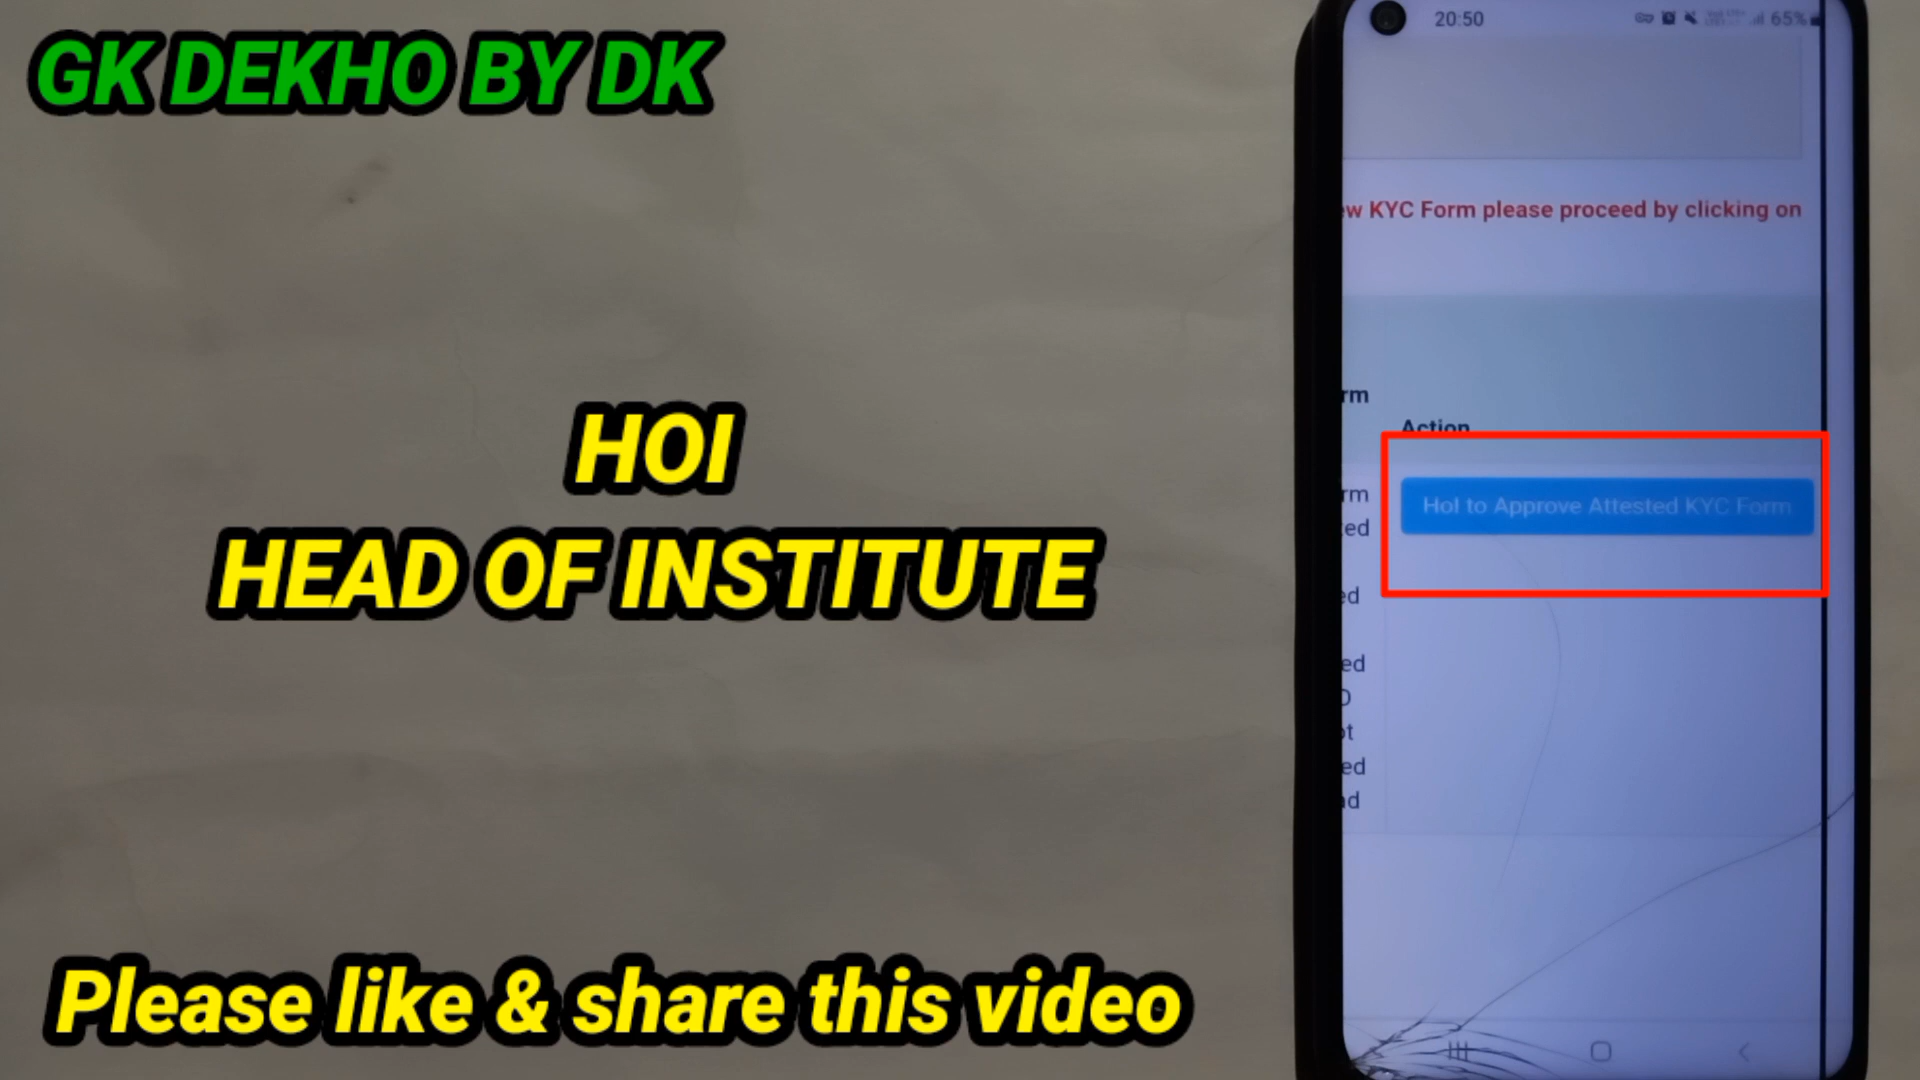 GK DEKHO BY DK
HOI
HEAD OF INSTITUTE
Please like & share this video
20:50
65%
KYC Form please proceed by clicking on
Action
HoI to Approve Attested KYC Form